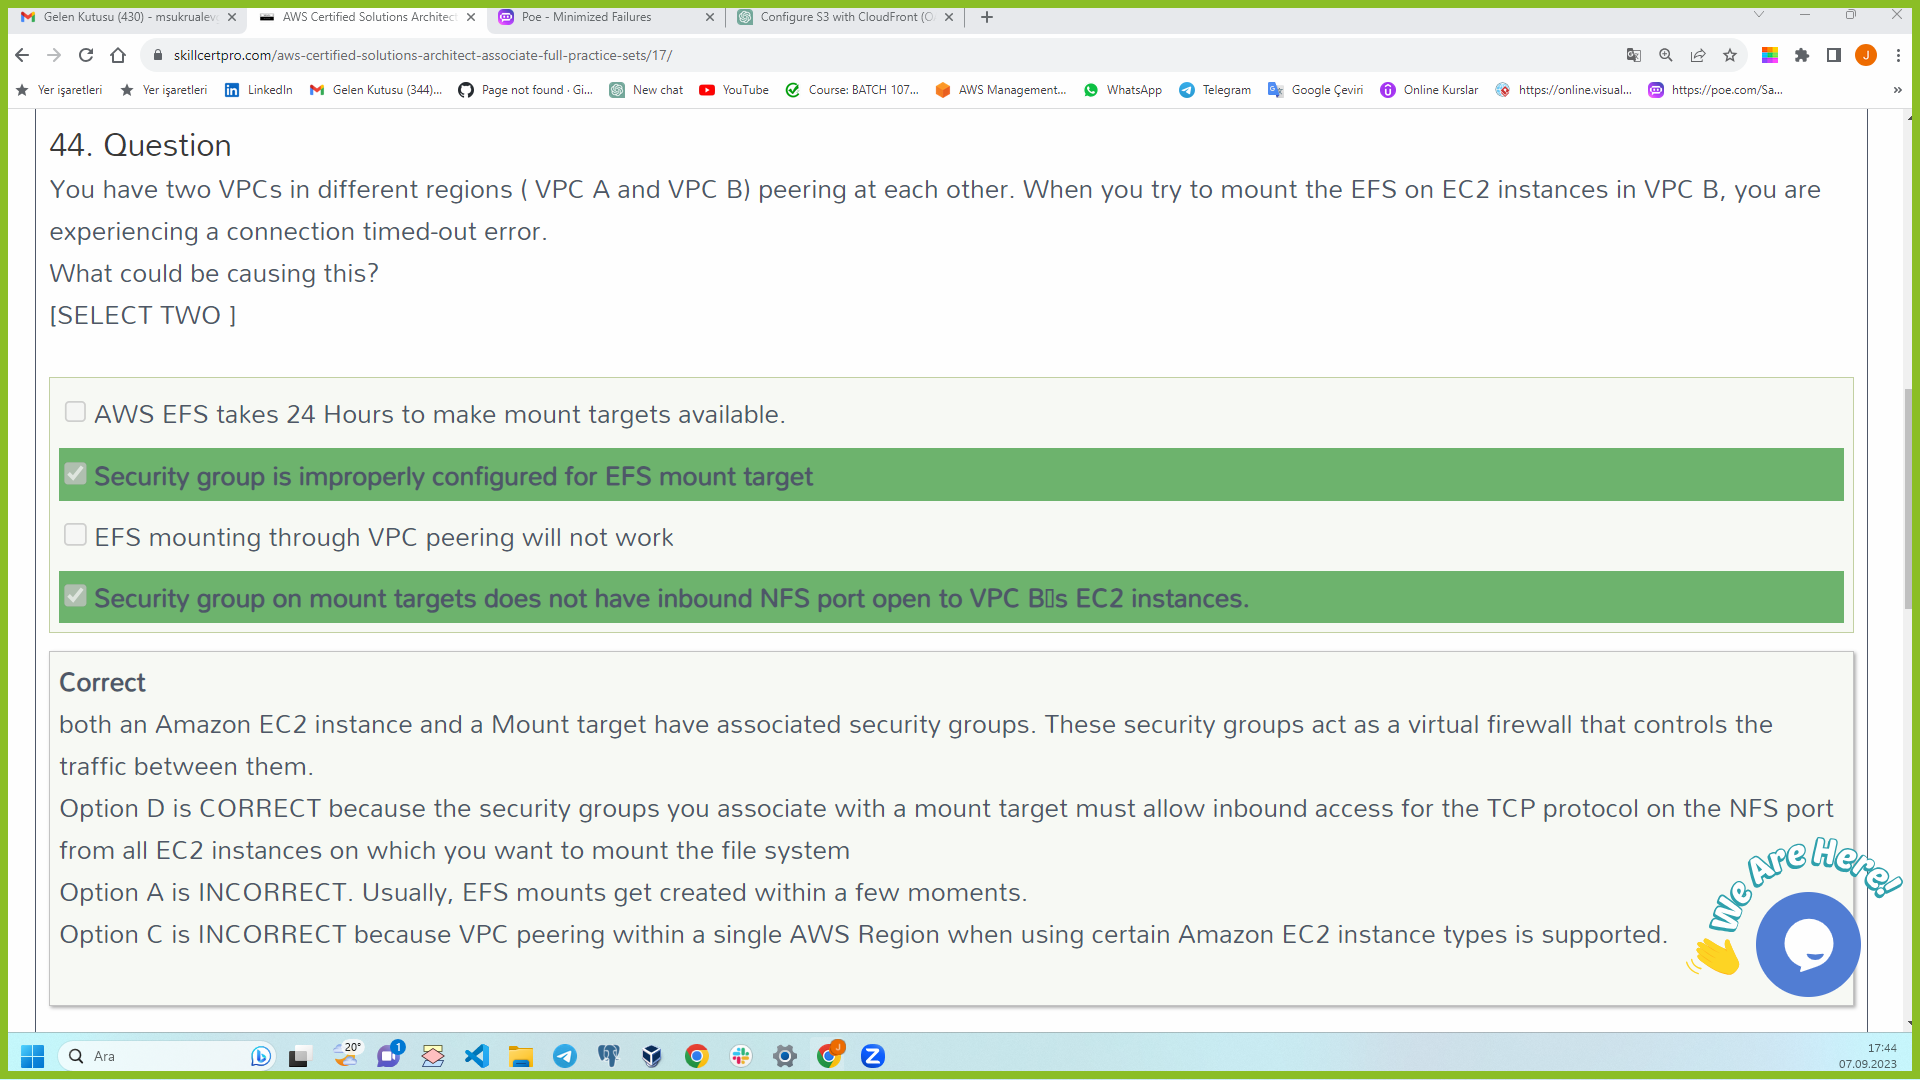 Gelen Kutusu (430) - msukrualev
AWS Certified Solutions Architect
Poe - Minimized Failures
Configure S3 with CloudFront (O
skillcertpro.com/aws-certified-solutions-architect-associate-full-practice-sets/17/
J
Yer işaretleri
Yer işaretleri
LinkedIn
Gelen Kutusu (344)...
Page not found · Gi...
New chat
YouTube
Course: BATCH 107...
AWS Management...
WhatsApp
Telegram
Google Çeviri
Online Kurslar
https://online.visual...
https://poe.com/Sa...
»
44. Question
You have two VPCs in different regions ( VPC A and VPC B) peering at each other. When you try to mount the EFS on EC2 instances in VPC B, you are
experiencing a connection timed-out error.
What could be causing this?
[SELECT TWO ]
AWS EFS takes 24 Hours to make mount targets available.
Security group is improperly configured for EFS mount target
EFS mounting through VPC peering will not work
Security group on mount targets does not have inbound NFS port open to VPC B▯s EC2 instances.
Correct
both an Amazon EC2 instance and a Mount target have associated security groups. These security groups act as a virtual firewall that controls the
traffic between them.
Option D is CORRECT because the security groups you associate with a mount target must allow inbound access for the TCP protocol on the NFS port
from all EC2 instances on which you want to mount the file system
Option A is INCORRECT. Usually, EFS mounts get created within a few moments.
Option C is INCORRECT because VPC peering within a single AWS Region when using certain Amazon EC2 instance types is supported.
We Are Here!
Ara
20°
1
J
Z
17:44
07.09.2023